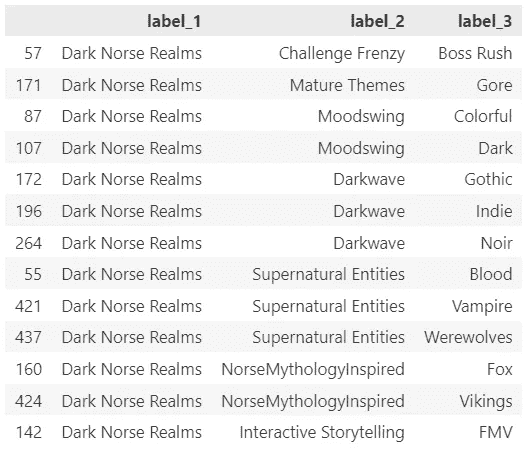 label_1 label_2 label_3
57 Dark Norse Realms Challenge Frenzy Boss Rush
171 Dark Norse Realms Mature Themes Gore
87 Dark Norse Realms Moodswing Colorful
107 Dark Norse Realms Moodswing Dark
172 Dark Norse Realms Darkwave Gothic
196 Dark Norse Realms Darkwave Indie
264 Dark Norse Realms Darkwave Noir
55 Dark Norse Realms Supernatural Entities Blood
421 Dark Norse Realms Supernatural Entities Vampire
437 Dark Norse Realms Supernatural Entities Werewolves
160 Dark Norse Realms NorseMythologyInspired Fox
424 Dark Norse Realms NorseMythologyInspired Vikings
142 Dark Norse Realms Interactive Storytelling FMV